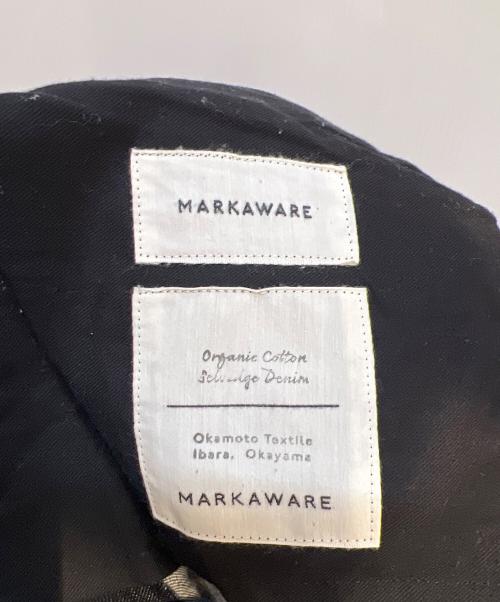 MARKAWARE
Organic Cotton
Selvedge Denim
Okamoto Textile
Ibara, Okayama
MARKAWARE